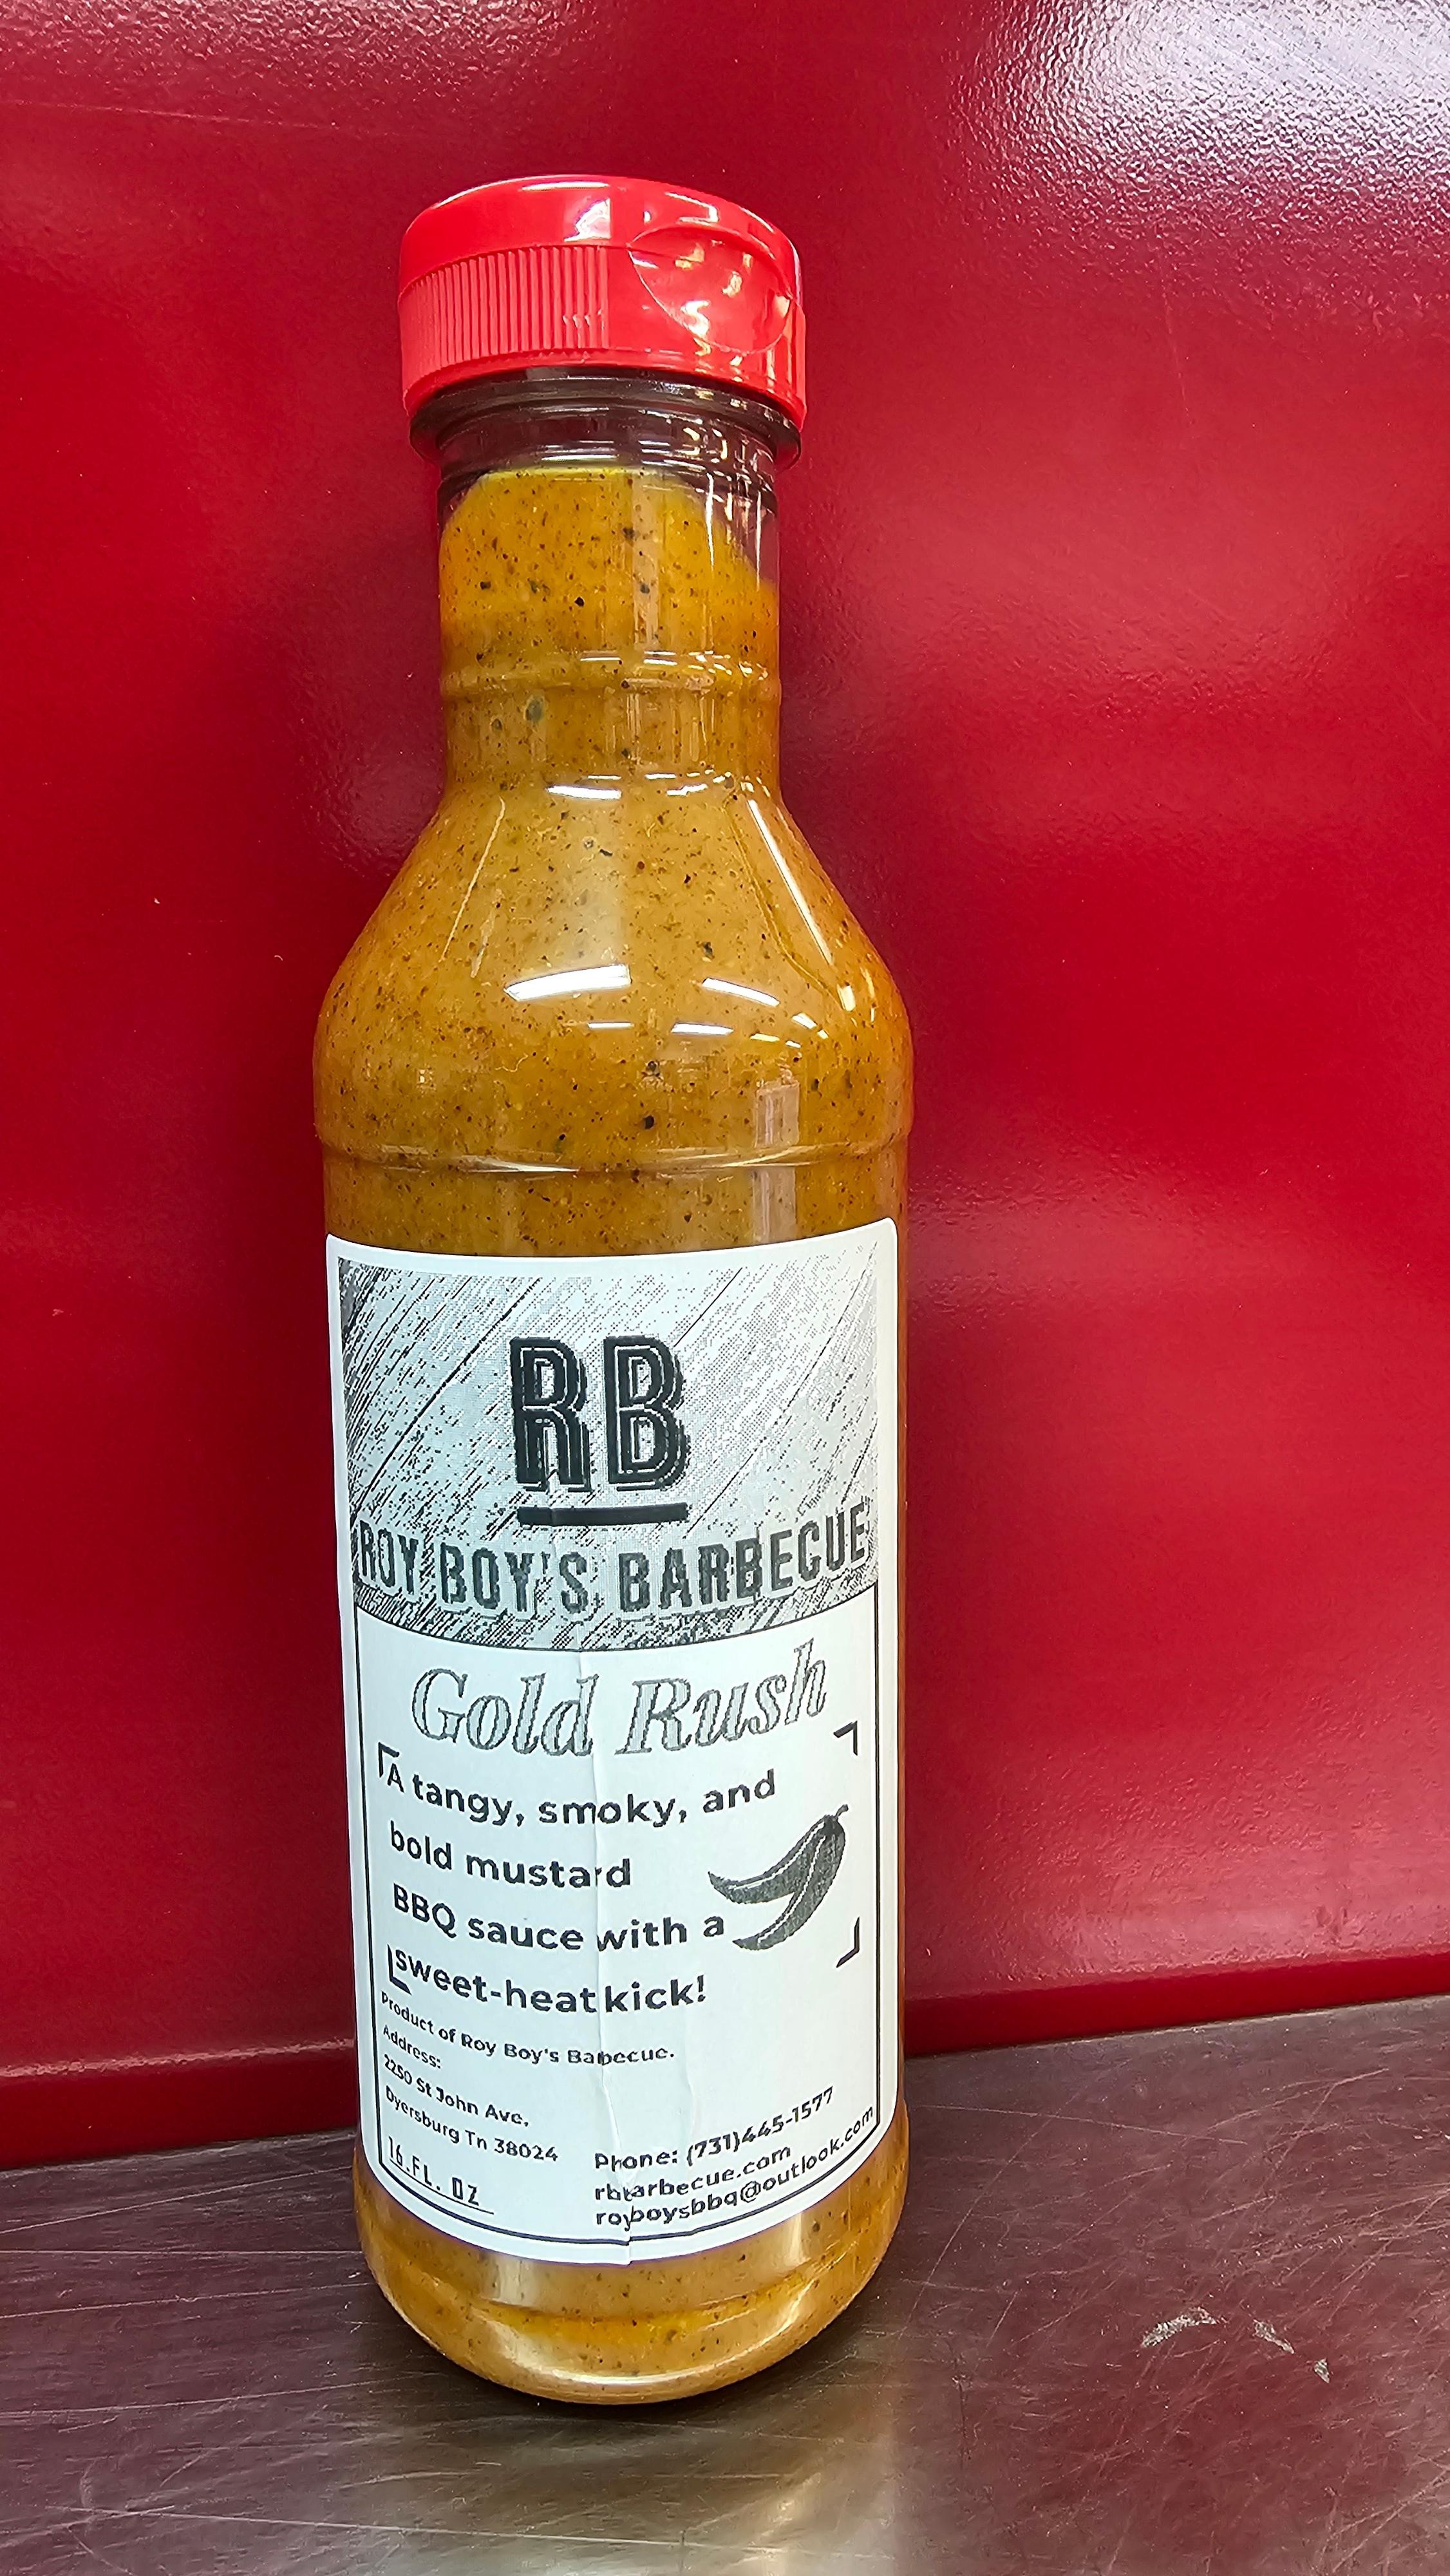 RB
ROY BOY'S BARBECUE
Gold Rush
A tangy, smoky, and
bold mustard
BBQ sauce with a
sweet-heat kick!
Product of Roy Boy's Babecue.
Address:
2250 St John Ave,
Dyersburg Tn 38024
16.FL. OZ
Phone: (731)445-1577
royboysbbq@outlook.com